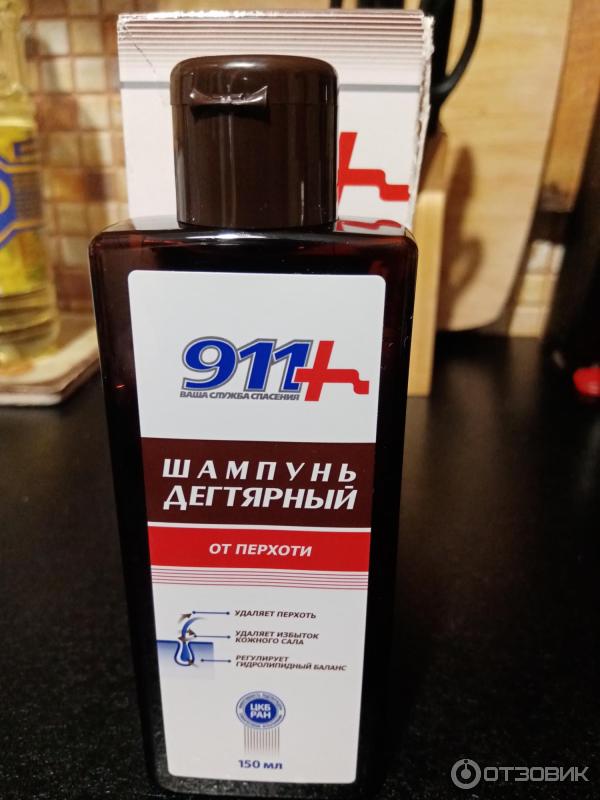 911
ВАША СЛУЖБА СПАСЕНИЯ
ШАМПУНЬ
ДЕГТЯРНЫЙ
ОТ ПЕРХОТИ
УДАЛЯЕТ ПЕРХОТЬ
УДАЛЯЕТ ИЗБЫТОК
КОЖНОГО САЛА
РЕГУЛИРУЕТ
ГИДРОЛИПИДНЫЙ БАЛАНС
ЦКБ
РАН
150 МЛ
ОТЗОВИК